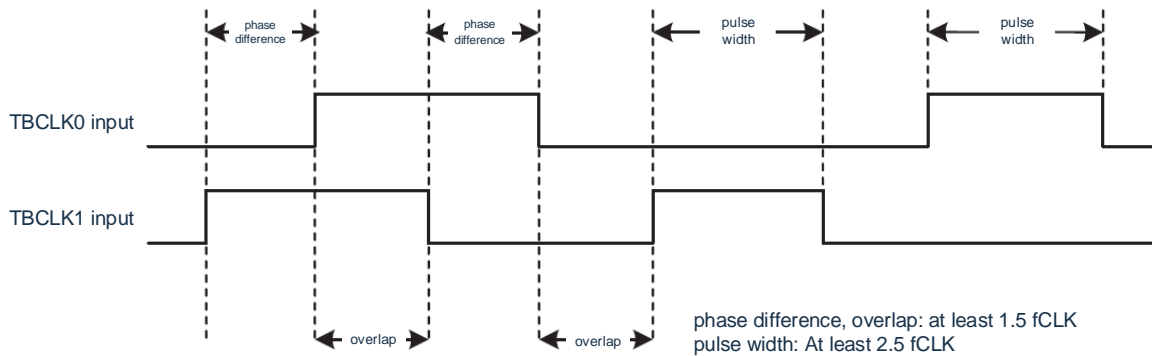 phase
difference
phase
difference
pulse
width
pulse
width
TBCLK0 input
TBCLK1 input
overlap
overlap
phase difference, overlap: at least 1.5 fCLK
pulse width: At least 2.5 fCLK